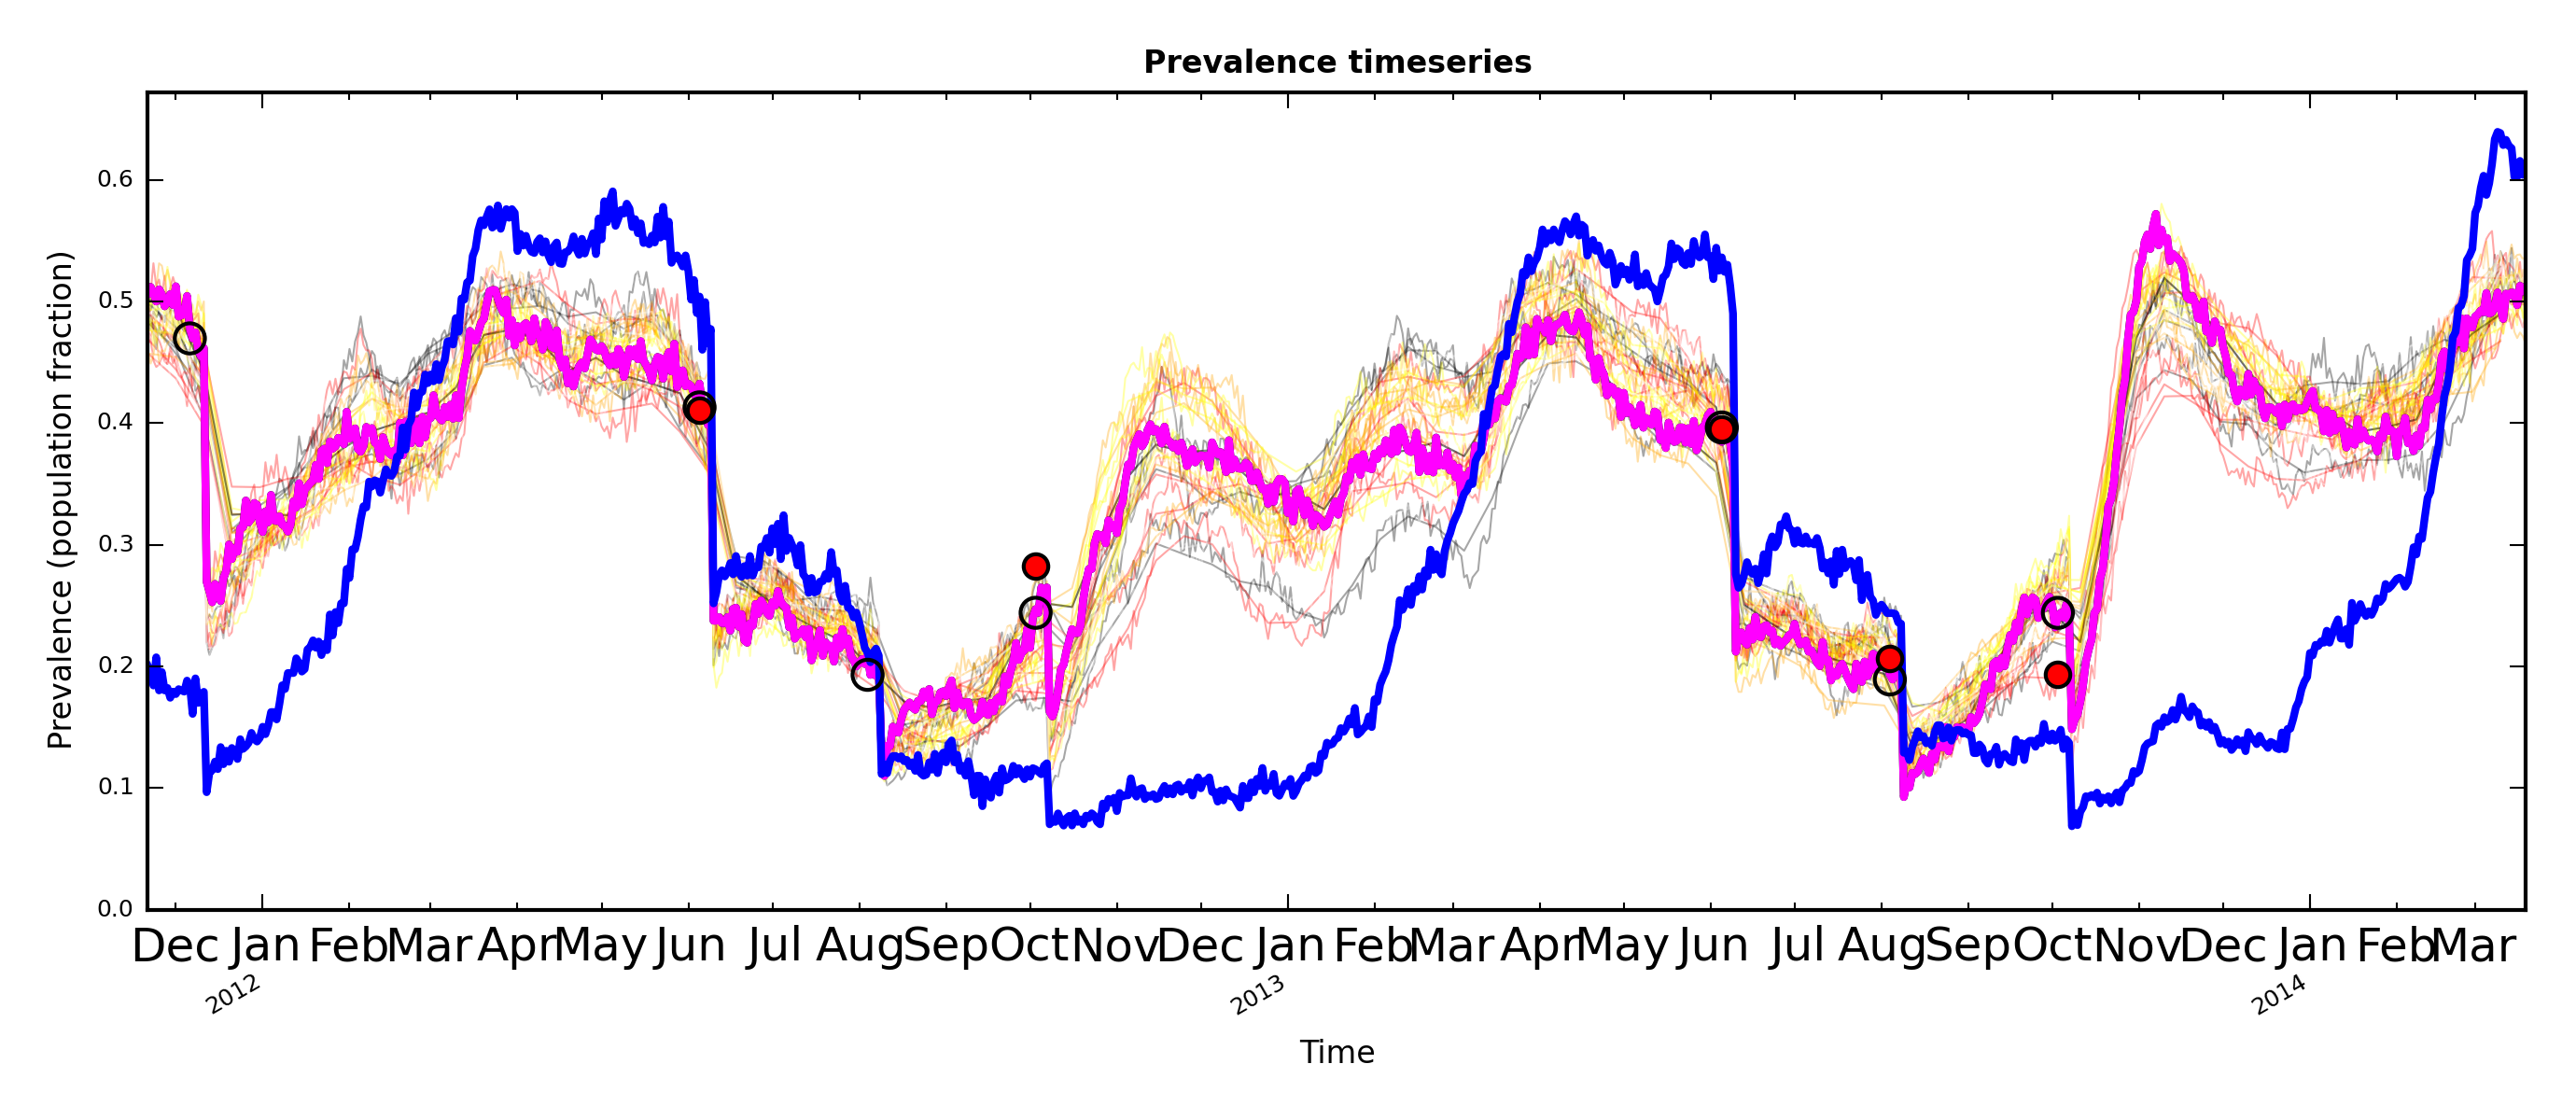 Prevalence timeseries
Prevalence (population fraction)
0.6
0.5
0.4
0.3
0.2
0.1
0.0
Dec Jan Feb Mar Apr May Jun Jul Aug Sep Oct Nov Dec Jan Feb Mar Apr May Jun Jul Aug Sep Oct Nov Dec Jan Feb Mar
2012 2013 2014
Time